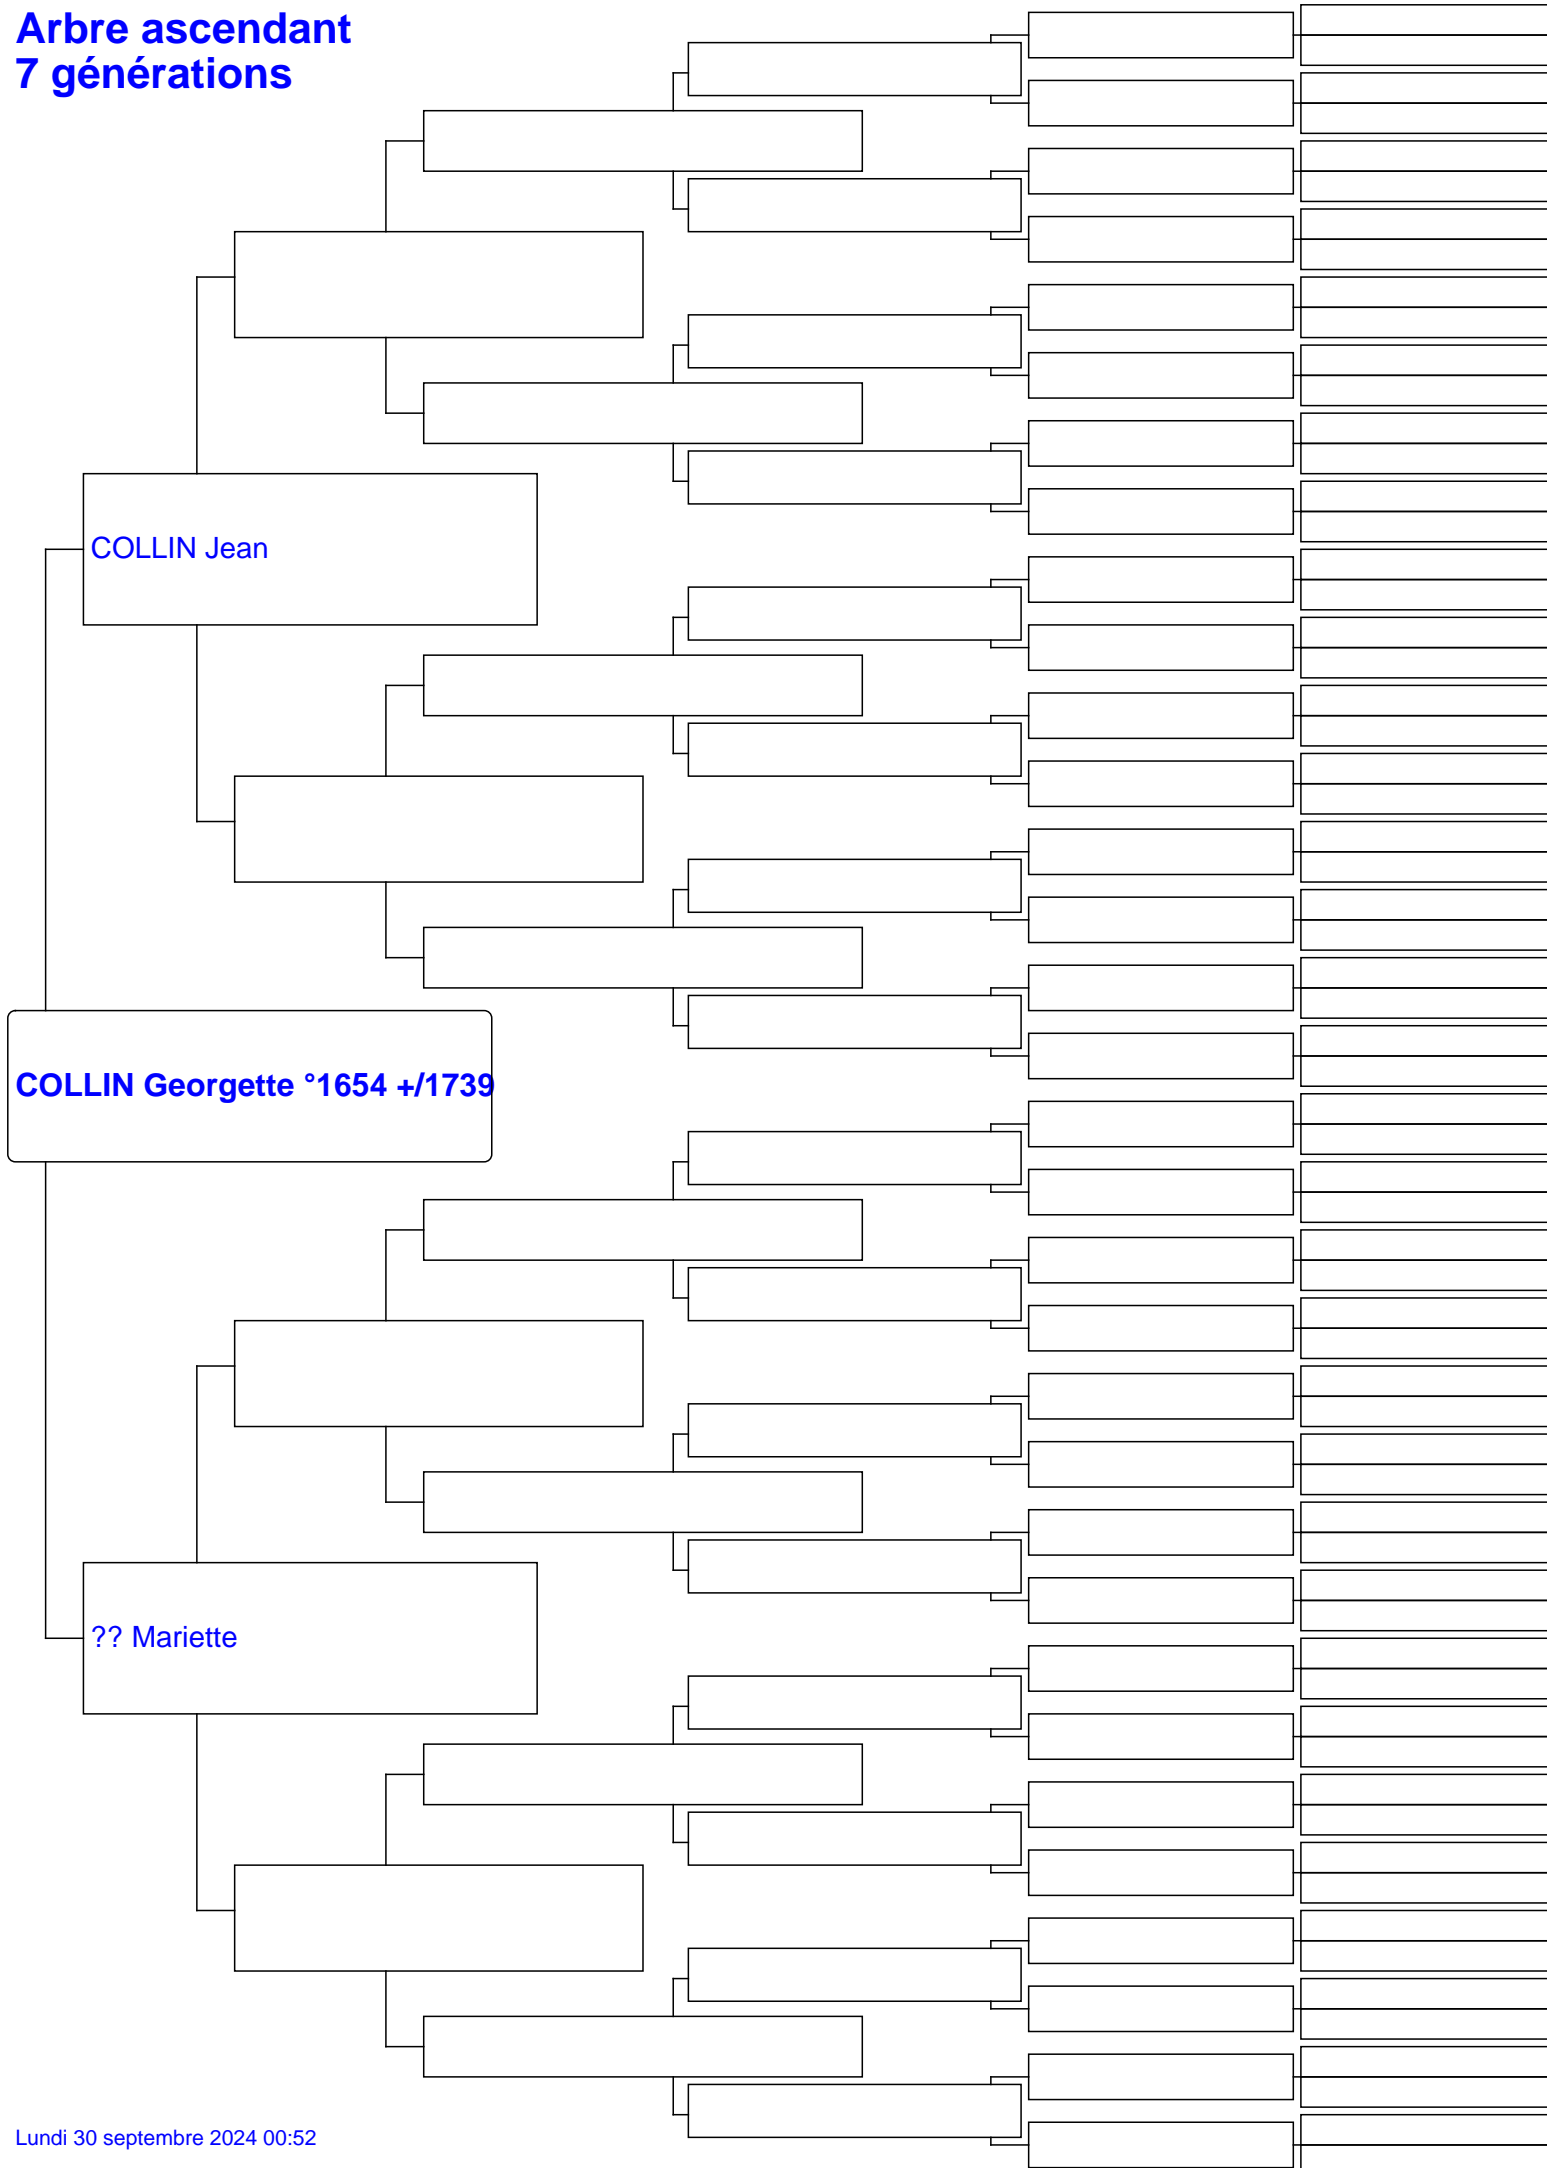 Arbre ascendant
7 générations
COLLIN Jean
COLLIN Georgette °1654 +/1739
?? Mariette
Lundi 30 septembre 2024 00:52